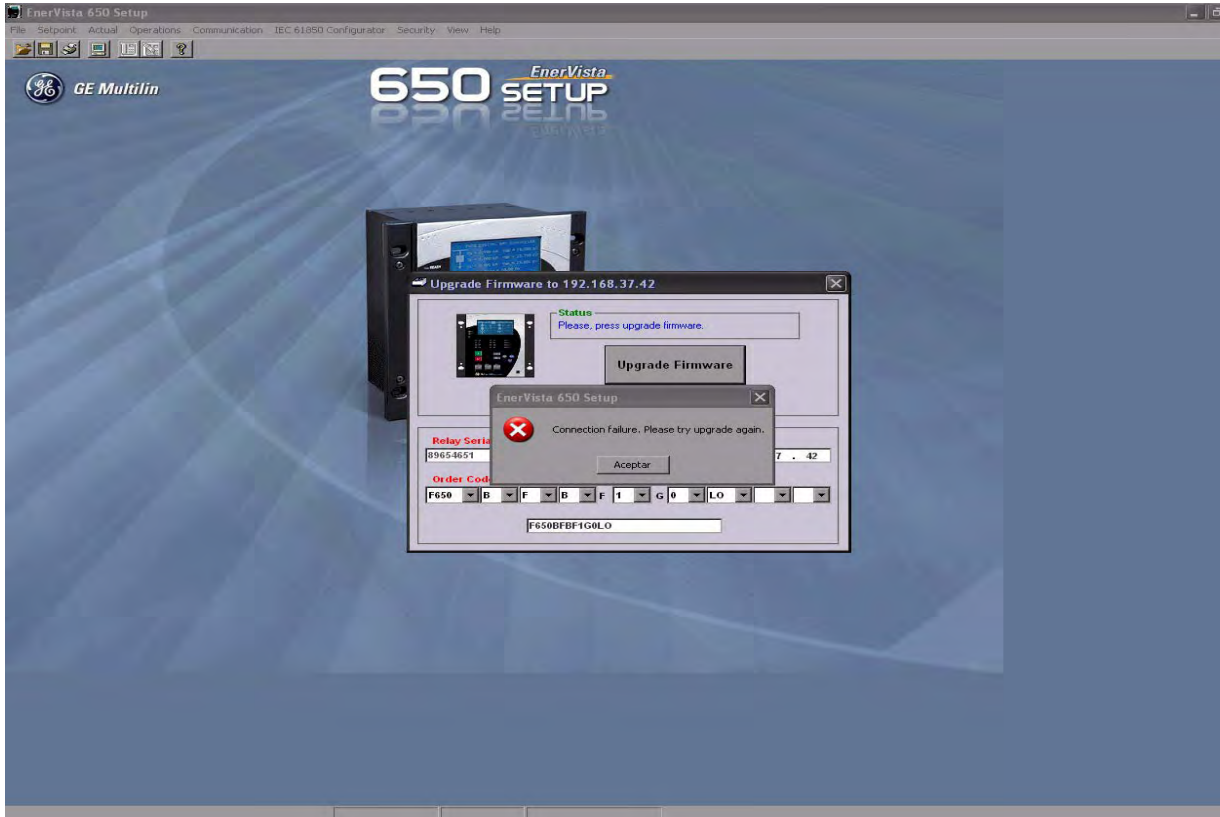 EnerVista 650 Setup
File Setpoint Actual Operations Communication IEC 61850 Configurator Security View Help
GE Multilin
650 EnerVista SETUP
Upgrade Firmware to 192.168.37.42
Status
Please, press upgrade firmware.
Upgrade Firmware
EnerVista 650 Setup
Connection failure. Please try upgrade again.
Aceptar
Relay Seria
89654651
7 . 42
Order Cod
F650 B F B F 1 G 0 LO
F650BFBF1G0LO